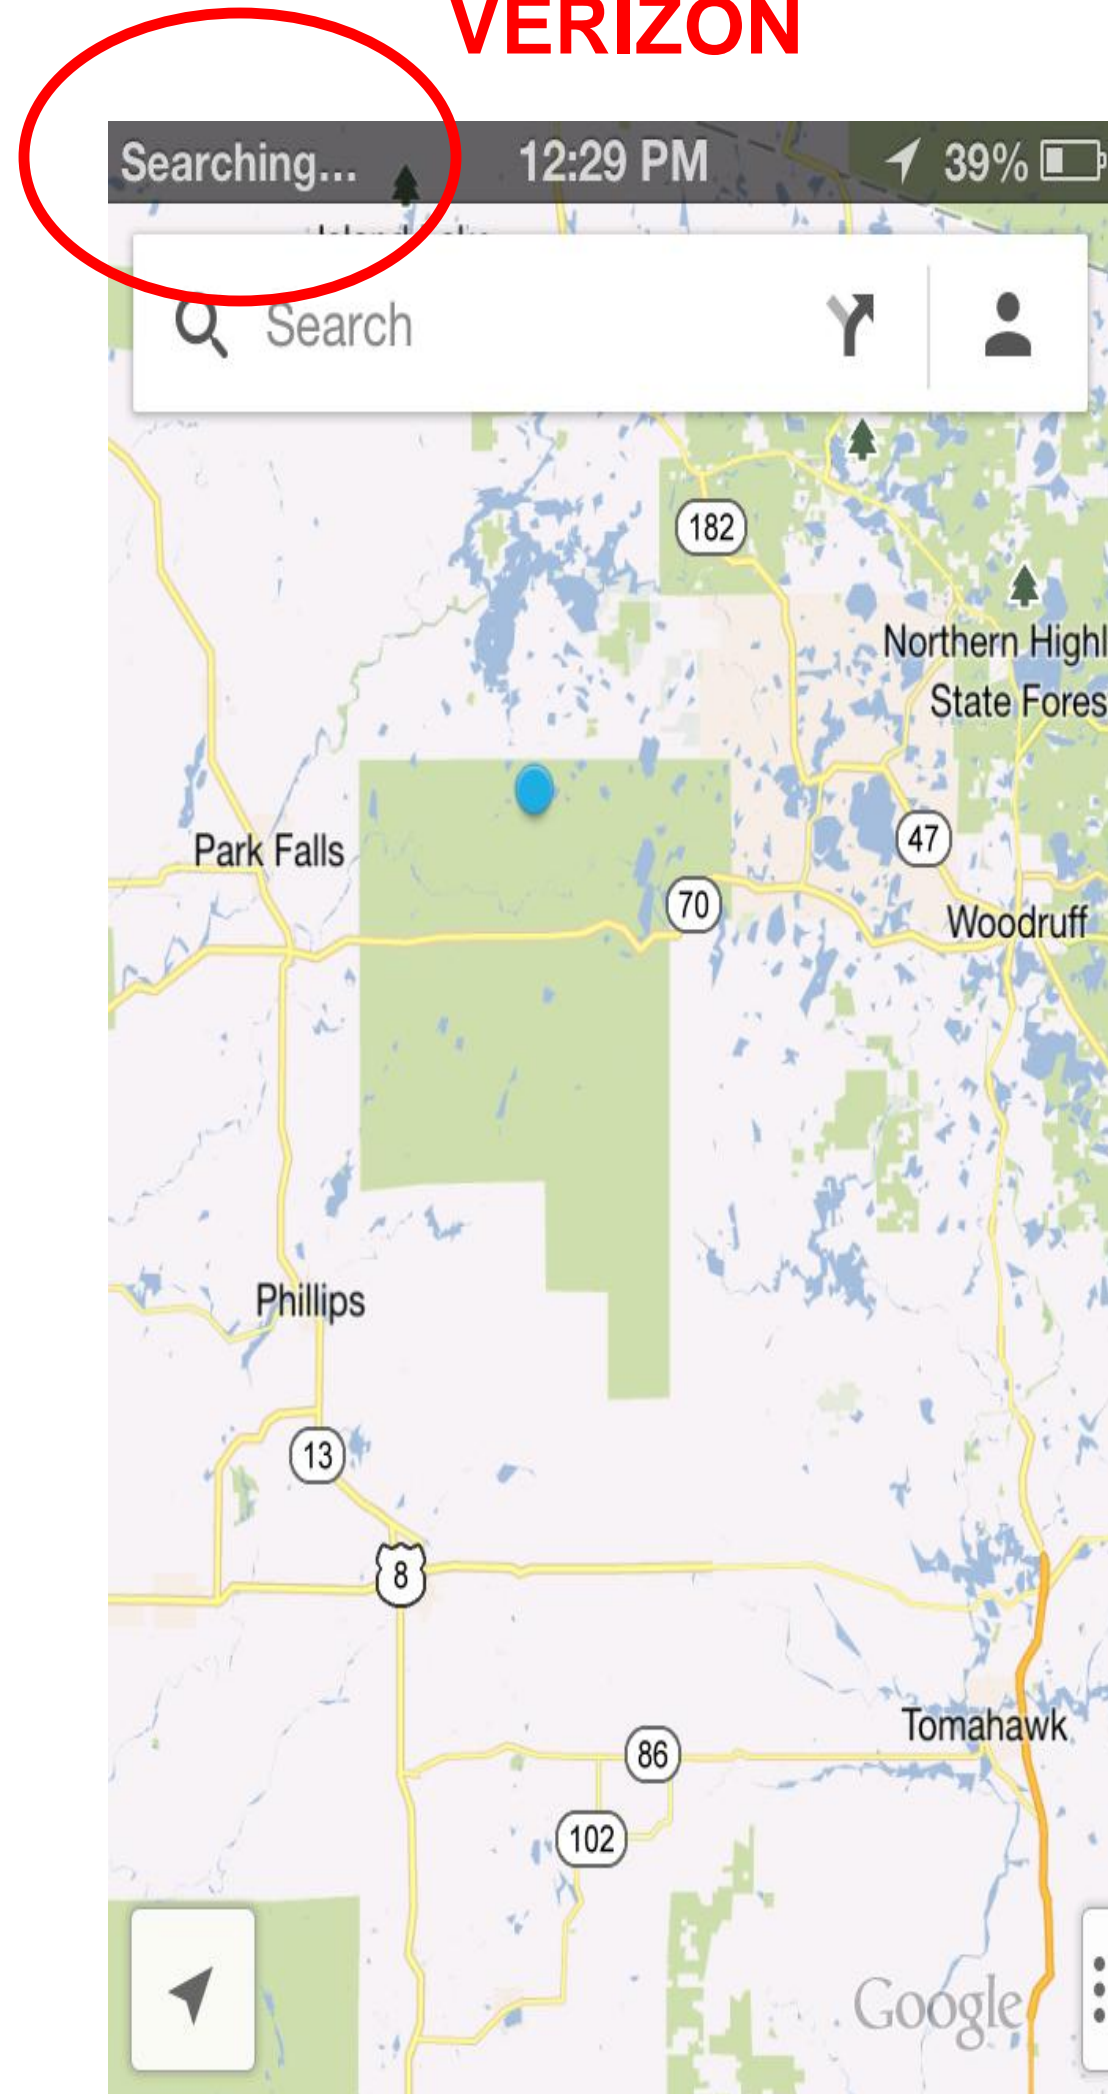 VERIZON
Searching...
12:29 PM
39%
Search
182
Northern Highl
State Fores
Park Falls
47
70
Woodruff
Phillips
13
8
Tomahawk
86
102
Google